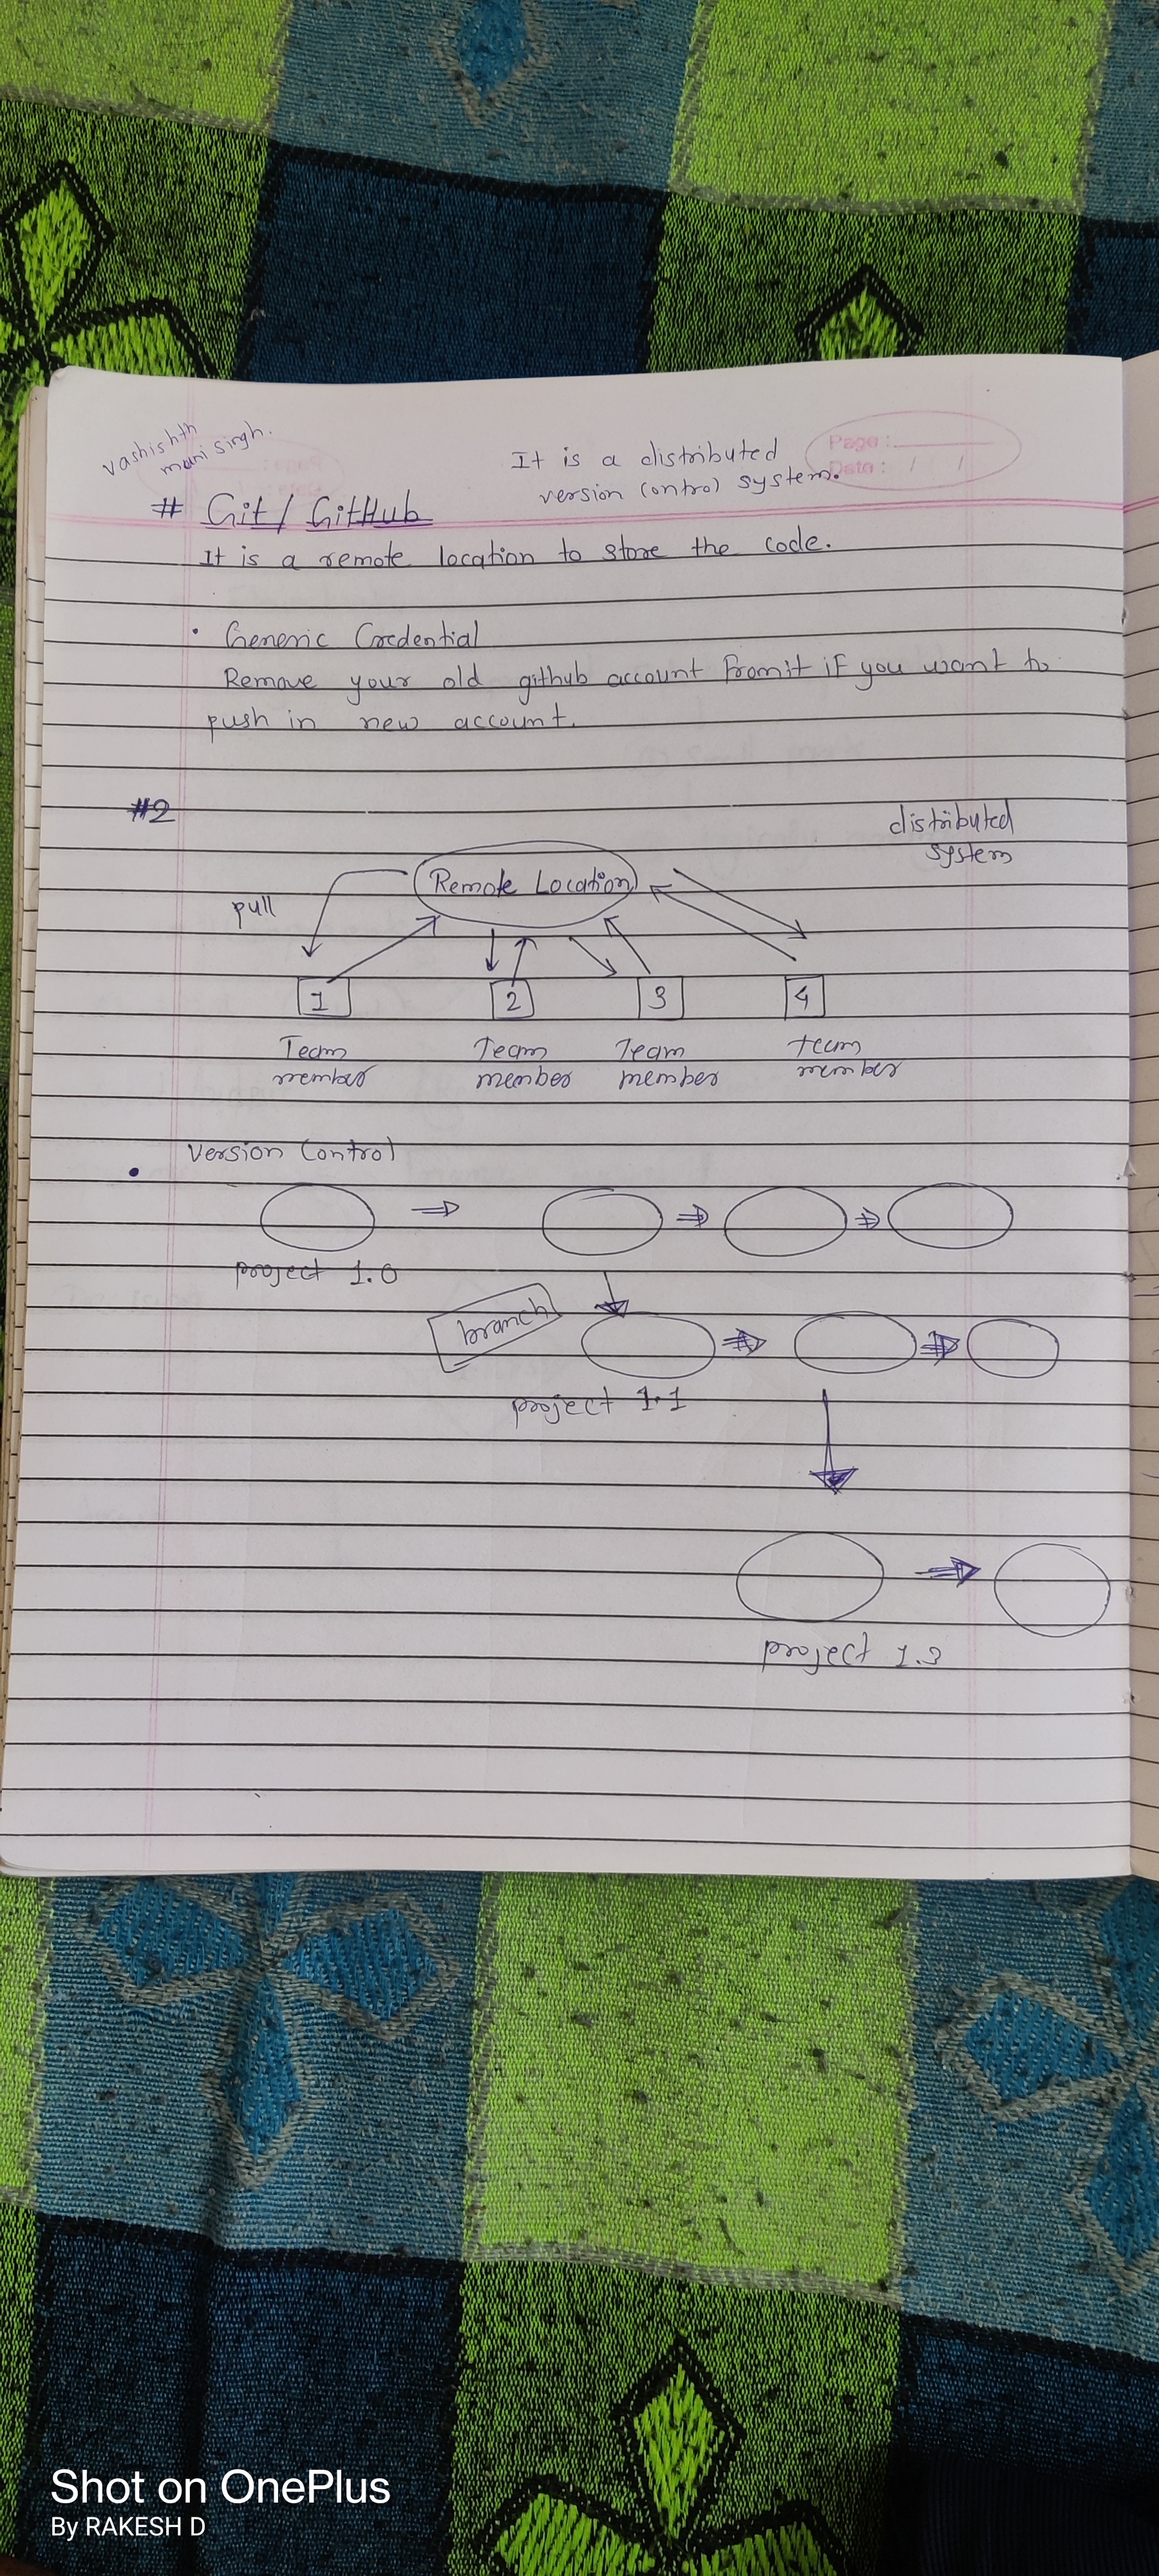 vashishth
mani singh.
It is a distributed
version control system.
Page :
Date : / /
# Git / GitHub
It is a remote location to store the code.
• Generic Credential
Remove your old github account from it if you want to
push in new account.
#2
distributed
system
Remote Location
pull
1 2 3 4
Team Team Team team
member member member member
• Version Control
project 1.0
branch
project 1.1
project 1.3
Shot on OnePlus
By RAKESH D